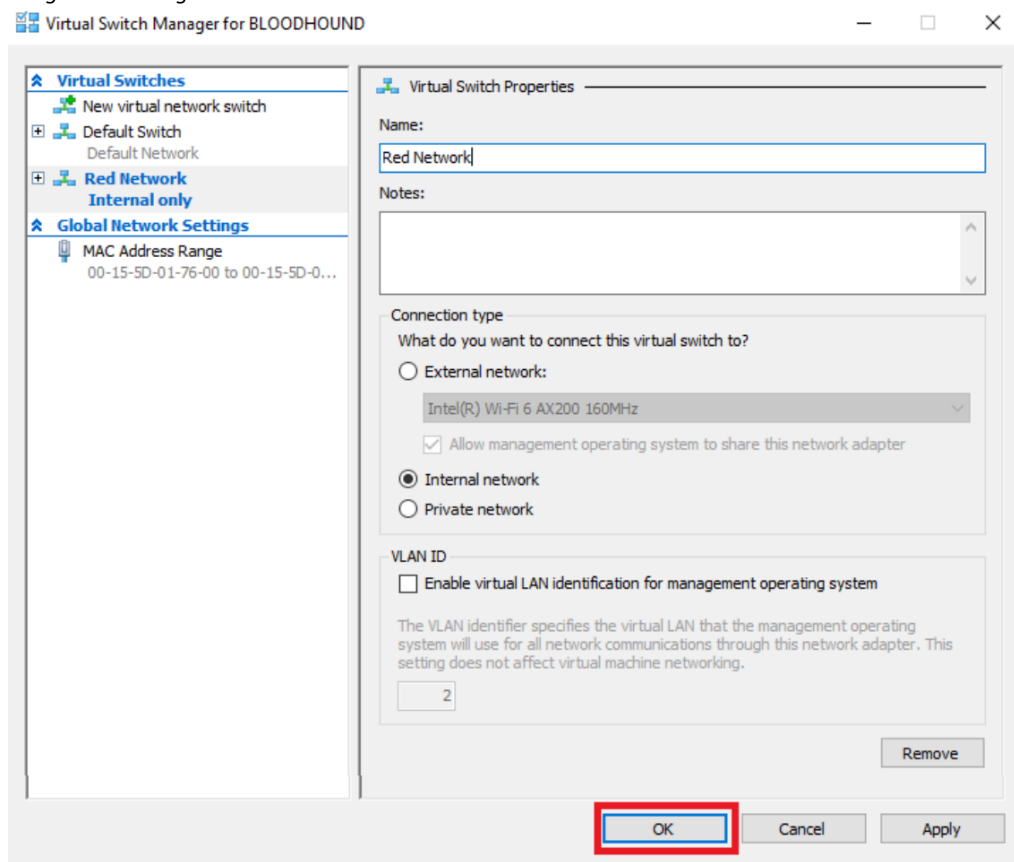 Virtual Switch Manager for BLOODHOUND
Virtual Switches
New virtual network switch
Default Switch
Default Network
Red Network
Internal only
Global Network Settings
MAC Address Range
00-15-5D-01-76-00 to 00-15-5D-0...
Virtual Switch Properties
Name:
Red Network
Notes:
Connection type
What do you want to connect this virtual switch to?
External network:
Intel(R) Wi-Fi 6 AX200 160MHz
Allow management operating system to share this network adapter
Internal network
Private network
VLAN ID
Enable virtual LAN identification for management operating system
The VLAN identifier specifies the virtual LAN that the management operating
system will use for all network communications through this network adapter. This
setting does not affect virtual machine networking.
2
Remove
OK
Cancel
Apply